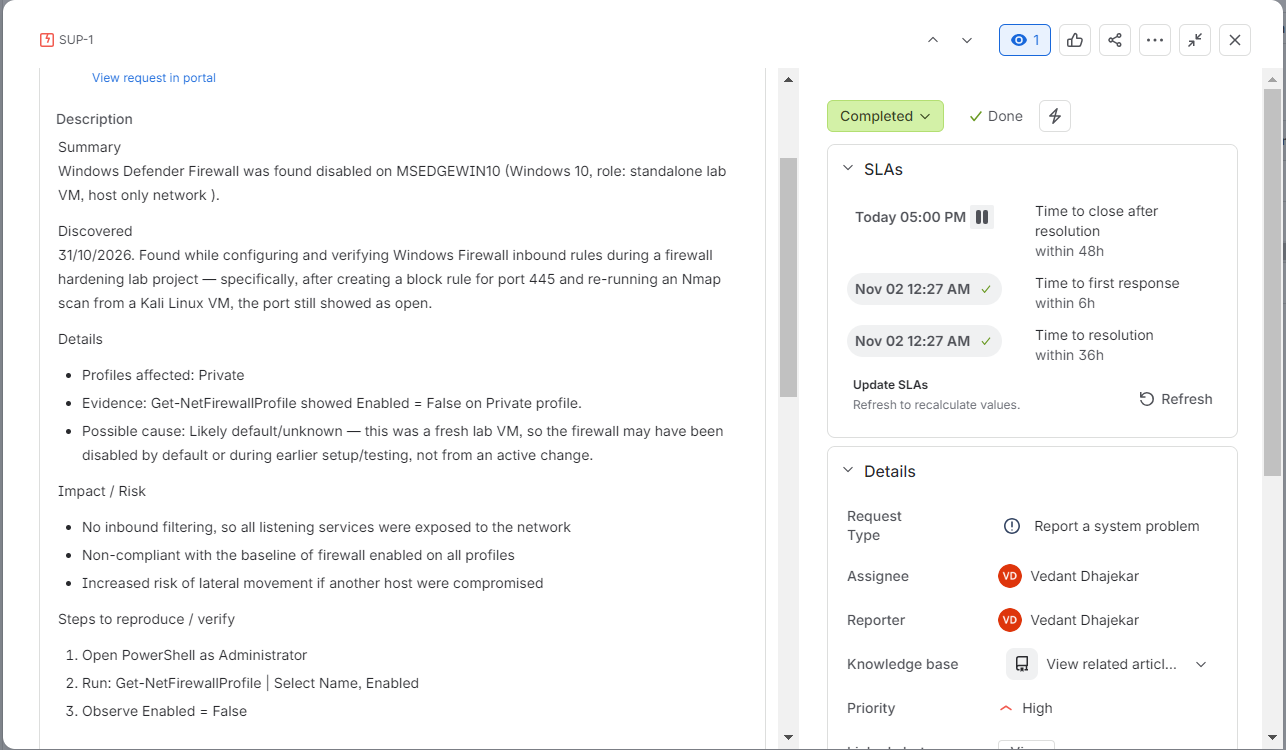 SUP-1
1
View request in portal
Description
Summary
Windows Defender Firewall was found disabled on MSEDGEWIN10 (Windows 10, role: standalone lab
VM, host only network ).
Discovered
31/10/2026. Found while configuring and verifying Windows Firewall inbound rules during a firewall
hardening lab project — specifically, after creating a block rule for port 445 and re-running an Nmap
scan from a Kali Linux VM, the port still showed as open.
Details
• Profiles affected: Private
• Evidence: Get-NetFirewallProfile showed Enabled = False on Private profile.
• Possible cause: Likely default/unknown — this was a fresh lab VM, so the firewall may have been
disabled by default or during earlier setup/testing, not from an active change.
Impact / Risk
• No inbound filtering, so all listening services were exposed to the network
• Non-compliant with the baseline of firewall enabled on all profiles
• Increased risk of lateral movement if another host were compromised
Steps to reproduce / verify
1. Open PowerShell as Administrator
2. Run: Get-NetFirewallProfile | Select Name, Enabled
3. Observe Enabled = False
Completed
Done
SLAs
Today 05:00 PM
Time to close after
resolution
within 48h
Nov 02 12:27 AM
Time to first response
within 6h
Nov 02 12:27 AM
Time to resolution
within 36h
Update SLAs
Refresh to recalculate values.
Refresh
Details
Request
Type
Report a system problem
Assignee
VD Vedant Dhajekar
Reporter
VD Vedant Dhajekar
Knowledge base
View related articl...
Priority
High